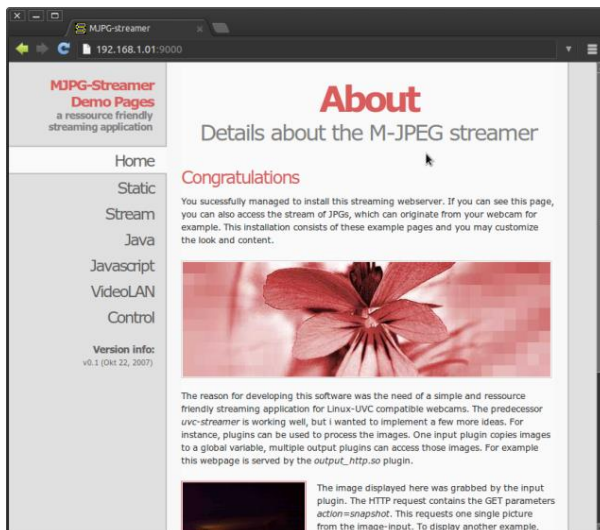 MJPG-streamer
192.168.1.01:9000
MJPG-Streamer
Demo Pages
a ressource friendly
streaming application
Home
Static
Stream
Java
Javascript
VideoLAN
Control
Version info:
v0.1 (Okt 22, 2007)
About
Details about the M-JPEG streamer
Congratulations
You sucessfully managed to install this streaming webserver. If you can see this page,
you can also access the stream of JPGs, which can originate from your webcam for
example. This installation consists of these example pages and you may customize
the look and content.
The reason for developing this software was the need of a simple and ressource
friendly streaming application for Linux-UVC compatible webcams. The predecessor
uvc-streamer is working well, but i wanted to implement a few more ideas. For
instance, plugins can be used to process the images. One input plugin copies images
to a global variable, multiple output plugins can access those images. For example
this webpage is served by the output_http.so plugin.
The image displayed here was grabbed by the input
plugin. The HTTP request contains the GET parameters
action=snapshot. This requests one single picture
from the image-input. To display another example,